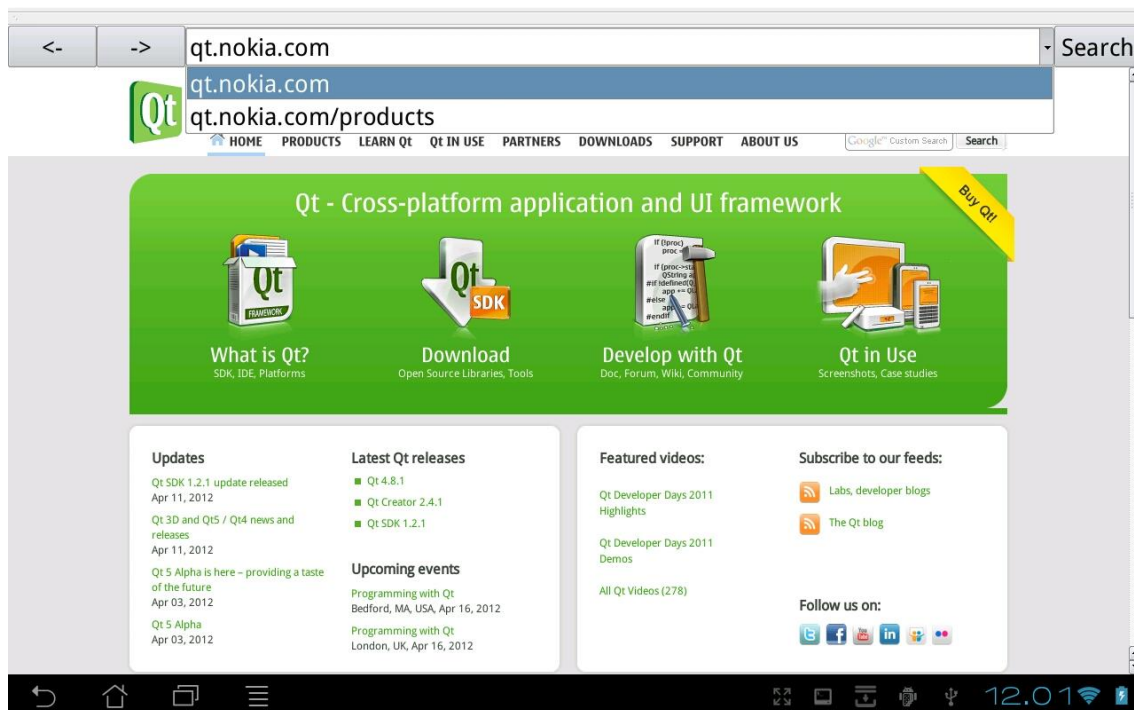 <-
->
qt.nokia.com
Search
qt.nokia.com
qt.nokia.com/products
Qt
HOME PRODUCTS LEARN Qt Qt IN USE PARTNERS DOWNLOADS SUPPORT ABOUT US
Google™ Custom Search
Search
Qt - Cross-platform application and UI framework
Buy Qt!
Qt
FRAMEWORK
What is Qt?
SDK, IDE, Platforms
Qt
SDK
Download
Open Source Libraries, Tools
#else
#endif
Develop with Qt
Doc, Forum, Wiki, Community
Qt in Use
Screenshots, Case studies
Updates
Qt SDK 1.2.1 update released
Apr 11, 2012
Qt 3D and Qt5 / Qt4 news and
releases
Apr 11, 2012
Qt 5 Alpha is here – providing a taste
of the future
Apr 03, 2012
Qt 5 Alpha
Apr 03, 2012
Latest Qt releases
Qt 4.8.1
Qt Creator 2.4.1
Qt SDK 1.2.1
Upcoming events
Programming with Qt
Bedford, MA, USA, Apr 16, 2012
Programming with Qt
London, UK, Apr 16, 2012
Featured videos:
Qt Developer Days 2011
Highlights
Qt Developer Days 2011
Demos
All Qt Videos (278)
Subscribe to our feeds:
Labs, developer blogs
The Qt blog
Follow us on:
12.01